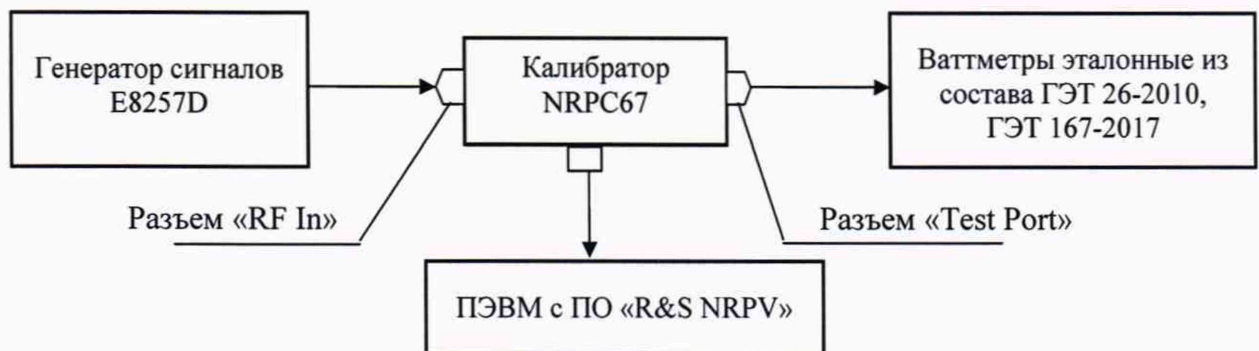 Генератор сигналов
E8257D
Калибратор
NRPC67
Ваттметры эталонные из
состава ГЭТ 26-2010,
ГЭТ 167-2017
Разъем «RF In»
Разъем «Test Port»
ПЭВМ с ПО «R&S NRPV»